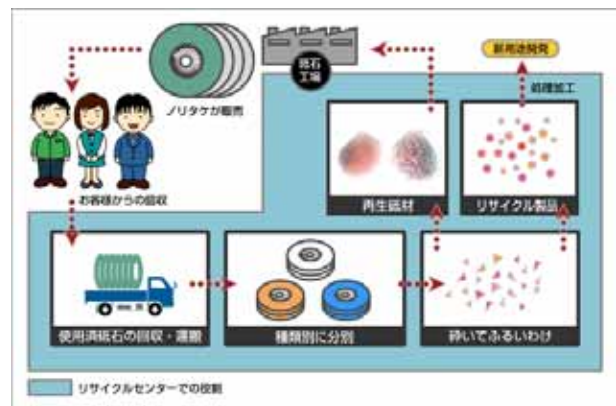 砥石
工場
新用途開発
処理加工
ノリタケが販売
お客様からの回収
再生砥材
リサイクル製品
使用済砥石の回収・運搬
種類別に分別
砕いてふるいわけ
リサイクルセンターでの役割